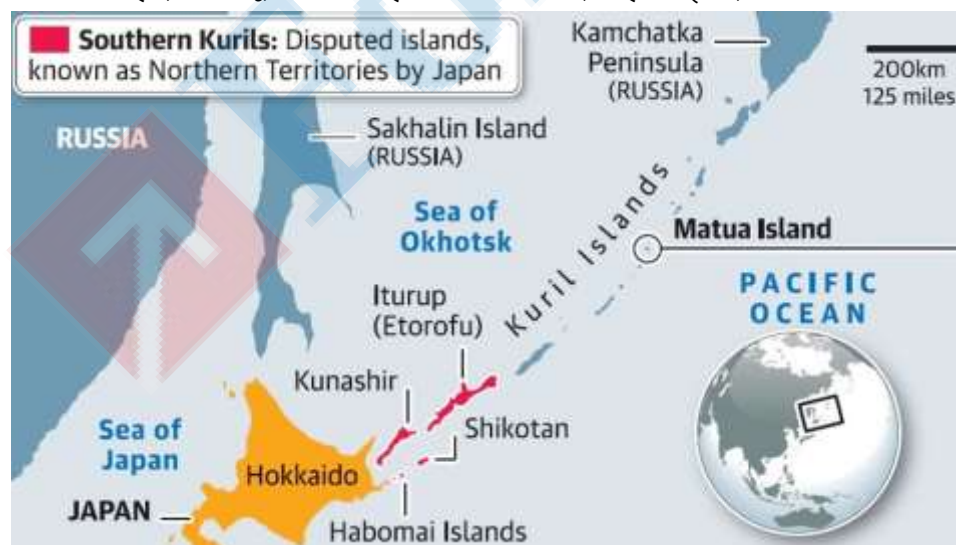 Southern Kurils: Disputed islands,
known as Northern Territories by Japan
Kamchatka
Peninsula
(RUSSIA)
200km
125 miles
RUSSIA
Sakhalin Island
(RUSSIA)
Sea of
Okhotsk
Kuril Islands
Matua Island
PACIFIC
OCEAN
Iturup
(Etorofu)
Kunashir
Shikotan
Sea of
Japan
Hokkaido
JAPAN
Habomai Islands